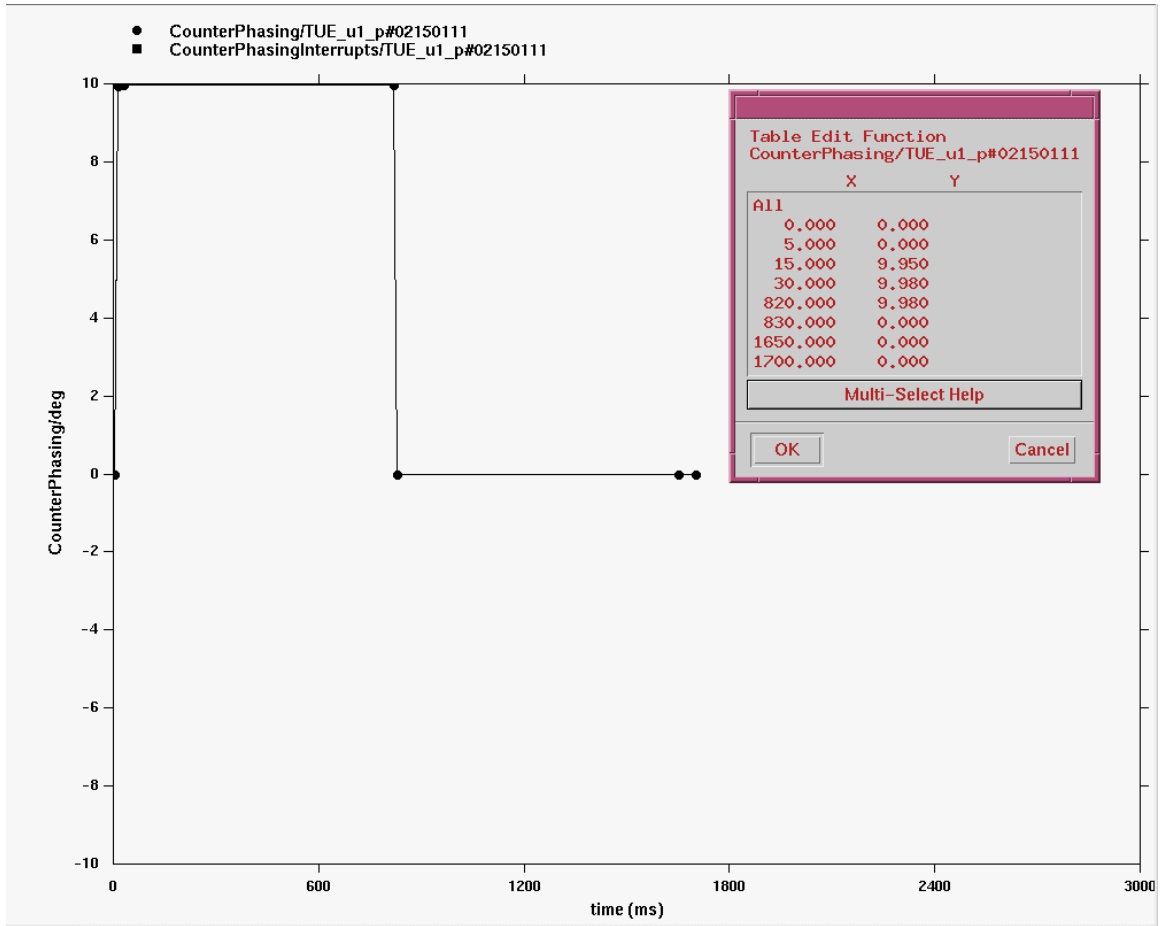 CounterPhasing/TUE_u1_p#02150111
CounterPhasingInterrupts/TUE_u1_p#02150111
10
8
6
4
2
0
-2
-4
-6
-8
-10
CounterPhasing/deg
0 600 1200 1800 2400 3000
time (ms)
Table Edit Function
CounterPhasing/TUE_u1_p#02150111
X Y
All
0.000 0.000
5.000 0.000
15.000 9.950
30.000 9.980
820.000 9.980
830.000 0.000
1650.000 0.000
1700.000 0.000
Multi-Select Help
OK Cancel